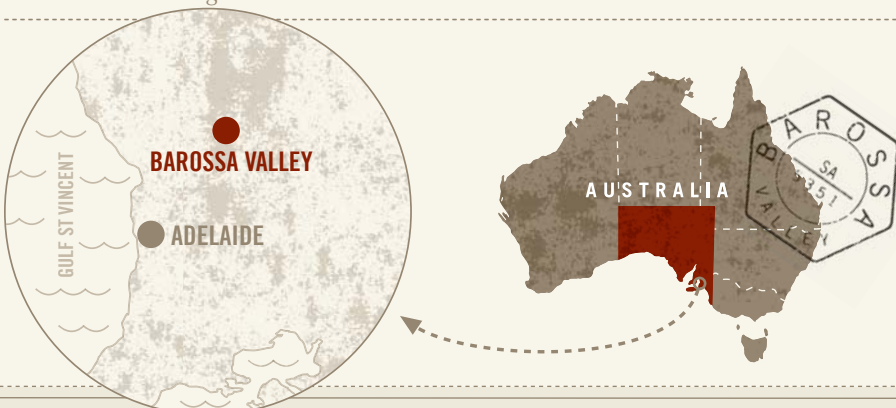 BAROSSA VALLEY
GULF ST VINCENT
ADELAIDE
AUSTRALIA
BAROSSA
VALLEY
SA
5351